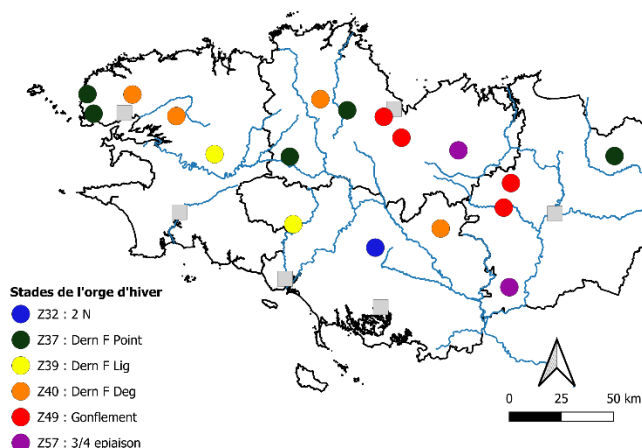 Stades de l'orge d'hiver
Z32 : 2 N
Z37 : Dern F Point
Z39 : Dern F Lig
Z40 : Dern F Deg
Z49 : Gonflement
Z57 : 3/4 epiaison
0 25 50 km